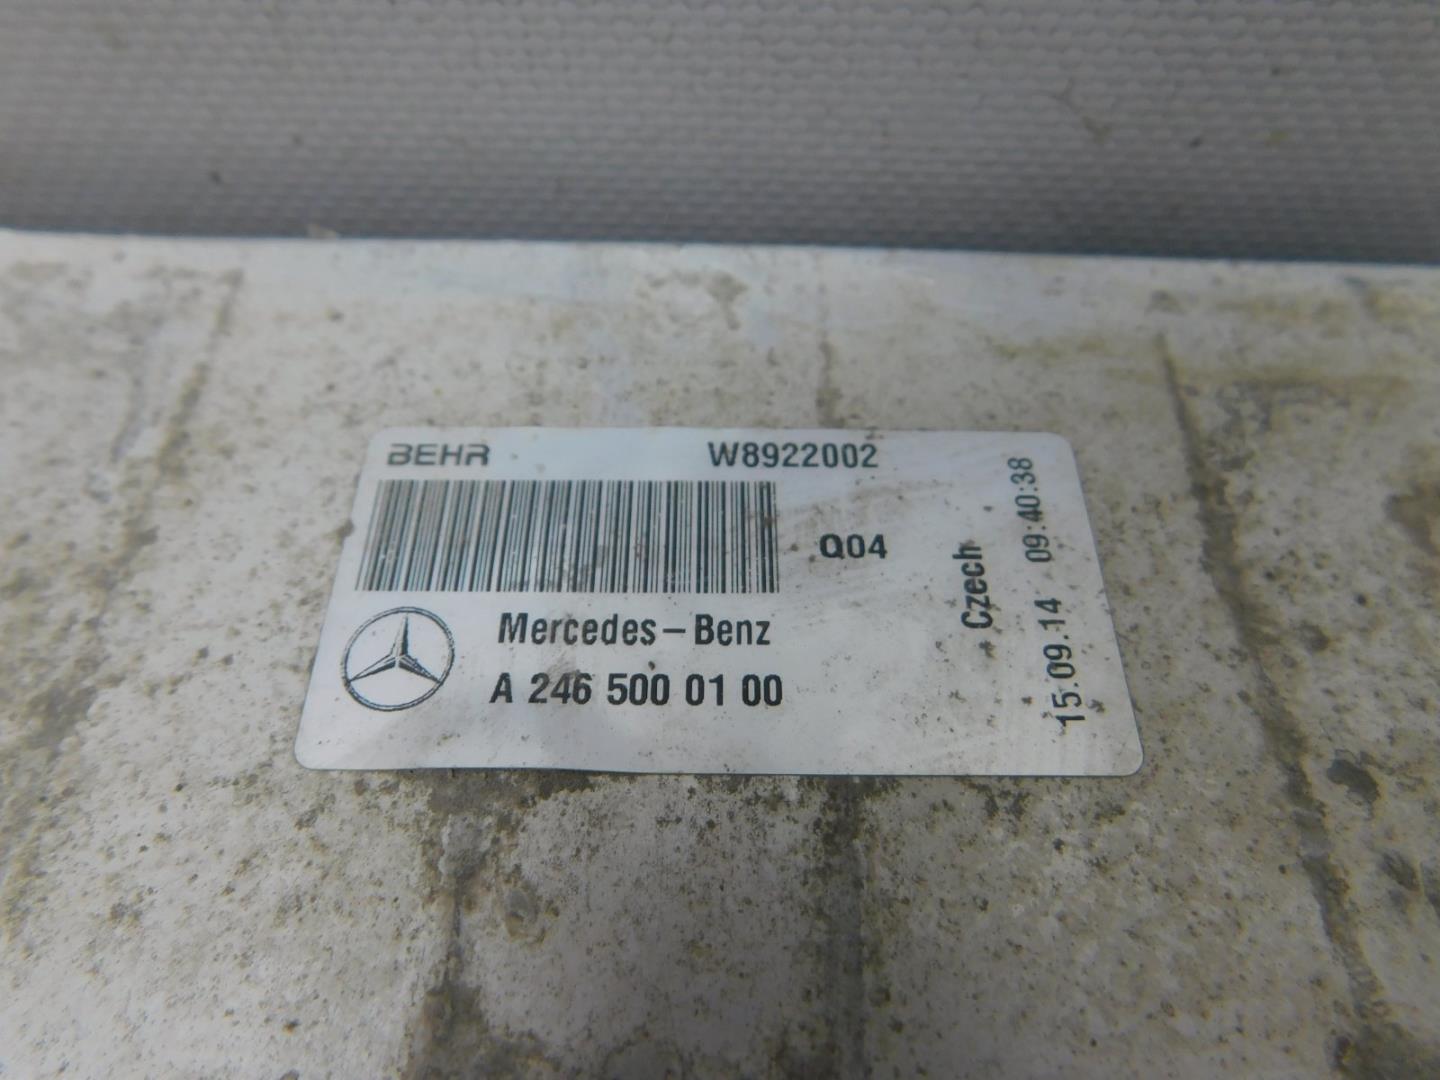 BEHR W8922002
Q04
Mercedes-Benz
A 246 500 01 00
Czech
15.09.14 09:40:38